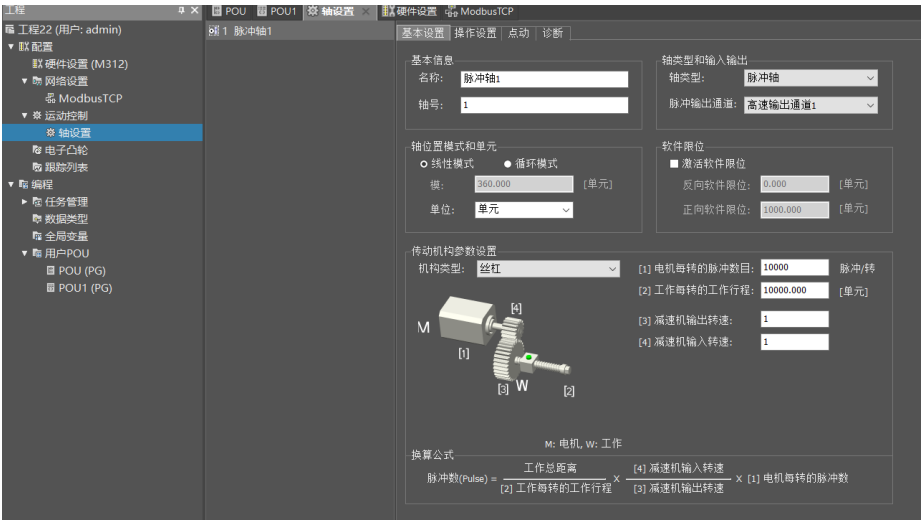 工程
POU POU1 轴设置 硬件设置 ModbusTCP
工程22 (用户: admin)
配置
硬件设置 (M312)
网络设置
ModbusTCP
运动控制
轴设置
电子凸轮
跟踪列表
编程
任务管理
数据类型
全局变量
用户POU
POU (PG)
POU1 (PG)
1 脉冲轴1
基本设置 操作设置 点动 诊断
基本信息
名称: 脉冲轴1
轴号: 1
轴类型和输入输出
轴类型: 脉冲轴
脉冲输出通道: 高速输出通道1
轴位置模式和单元
线性模式 循环模式
模: 360.000 [单元]
单位: 单元
软件限位
激活软件限位
反向软件限位: 0.000 [单元]
正向软件限位: 1000.000 [单元]
传动机构参数设置
机构类型: 丝杠
[1] 电机每转的脉冲数目: 10000 脉冲/转
[2] 工作每转的工作行程: 10000.000 [单元]
[3] 减速机输出转速: 1
[4] 减速机输入转速: 1
[4]
M
[1]
[3] W [2]
M: 电机, W: 工作
换算公式
脉冲数(Pulse) = 工作总距离 / [2] 工作每转的工作行程 X [4] 减速机输入转速 / [3] 减速机输出转速 X [1] 电机每转的脉冲数